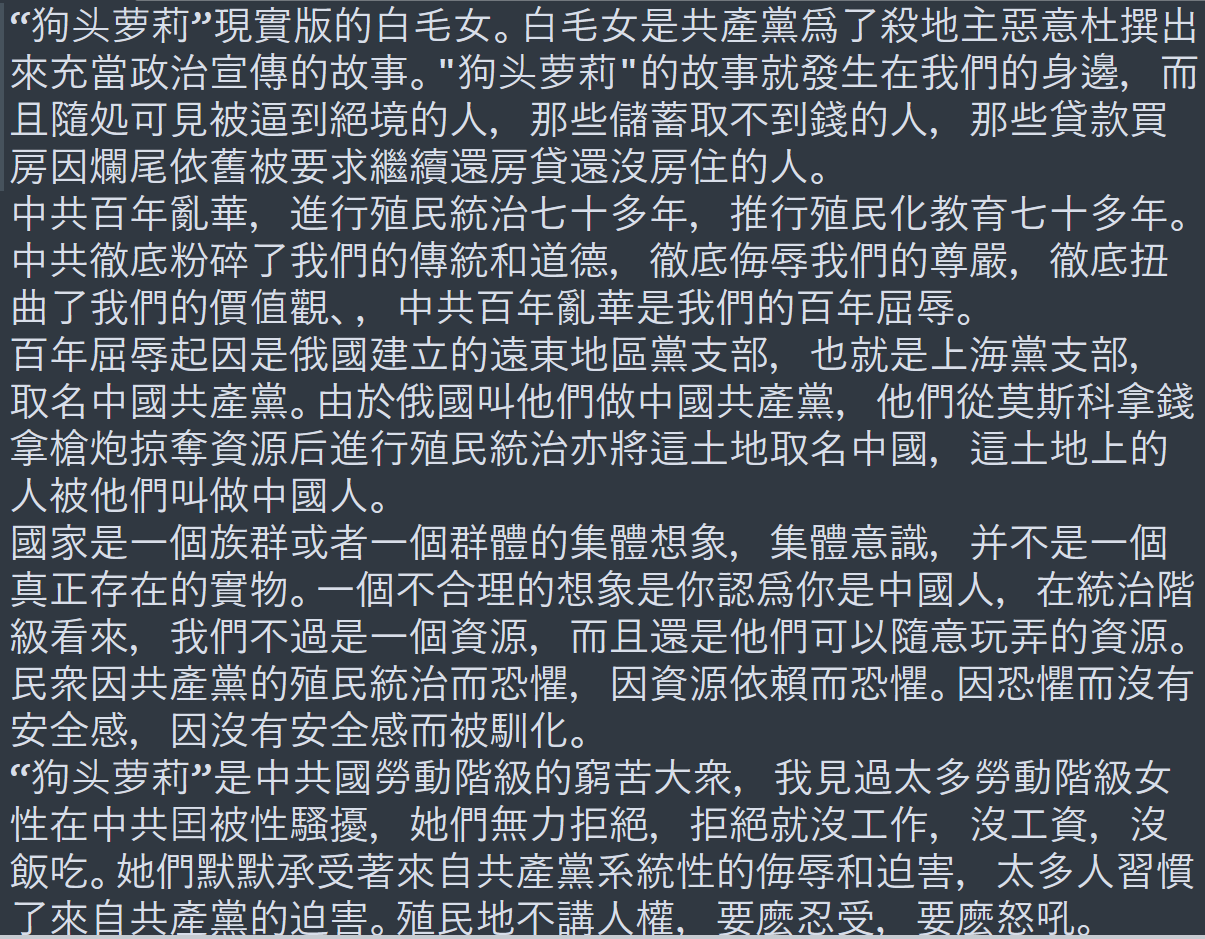 “狗头萝莉”現實版的白毛女。白毛女是共產黨爲了殺地主惡意杜撰出
來充當政治宣傳的故事。"狗头萝莉"的故事就發生在我們的身邊，而
且隨処可見被逼到絕境的人，那些儲蓄取不到錢的人，那些貸款買
房因爛尾依舊被要求繼續還房貸還沒房住的人。
中共百年亂華，進行殖民統治七十多年，推行殖民化教育七十多年。
中共徹底粉碎了我們的傳統和道德，徹底侮辱我們的尊嚴，徹底扭
曲了我們的價值觀、，中共百年亂華是我們的百年屈辱。
百年屈辱起因是俄國建立的遠東地區黨支部，也就是上海黨支部，
取名中國共產黨。由於俄國叫他們做中國共產黨，他們從莫斯科拿錢
拿槍炮掠奪資源后進行殖民統治亦將這土地取名中國，這土地上的
人被他們叫做中國人。
國家是一個族群或者一個群體的集體想象，集體意識，并不是一個
真正存在的實物。一個不合理的想象是你認爲你是中國人，在統治階
級看來，我們不過是一個資源，而且還是他們可以隨意玩弄的資源。
民衆因共產黨的殖民統治而恐懼，因資源依賴而恐懼。因恐懼而沒有
安全感，因沒有安全感而被馴化。
“狗头萝莉”是中共國勞動階級的窮苦大衆，我見過太多勞動階級女
性在中共囯被性騷擾，她們無力拒絕，拒絕就沒工作，沒工資，沒
飯吃。她們默默承受著來自共產黨系統性的侮辱和迫害，太多人習慣
了來自共產黨的迫害。殖民地不講人權，要麽忍受，要麽怒吼。